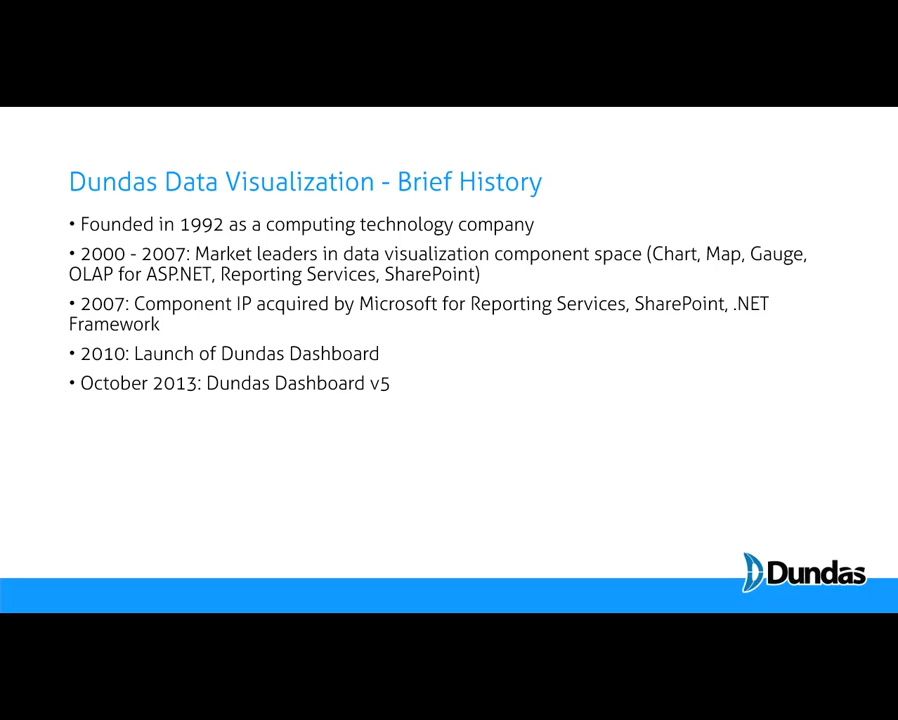 Dundas Data Visualization - Brief History
• Founded in 1992 as a computing technology company
• 2000 - 2007: Market leaders in data visualization component space (Chart, Map, Gauge,
OLAP for ASP.NET, Reporting Services, SharePoint)
• 2007: Component IP acquired by Microsoft for Reporting Services, SharePoint, .NET
Framework
• 2010: Launch of Dundas Dashboard
• October 2013: Dundas Dashboard v5
Dundas